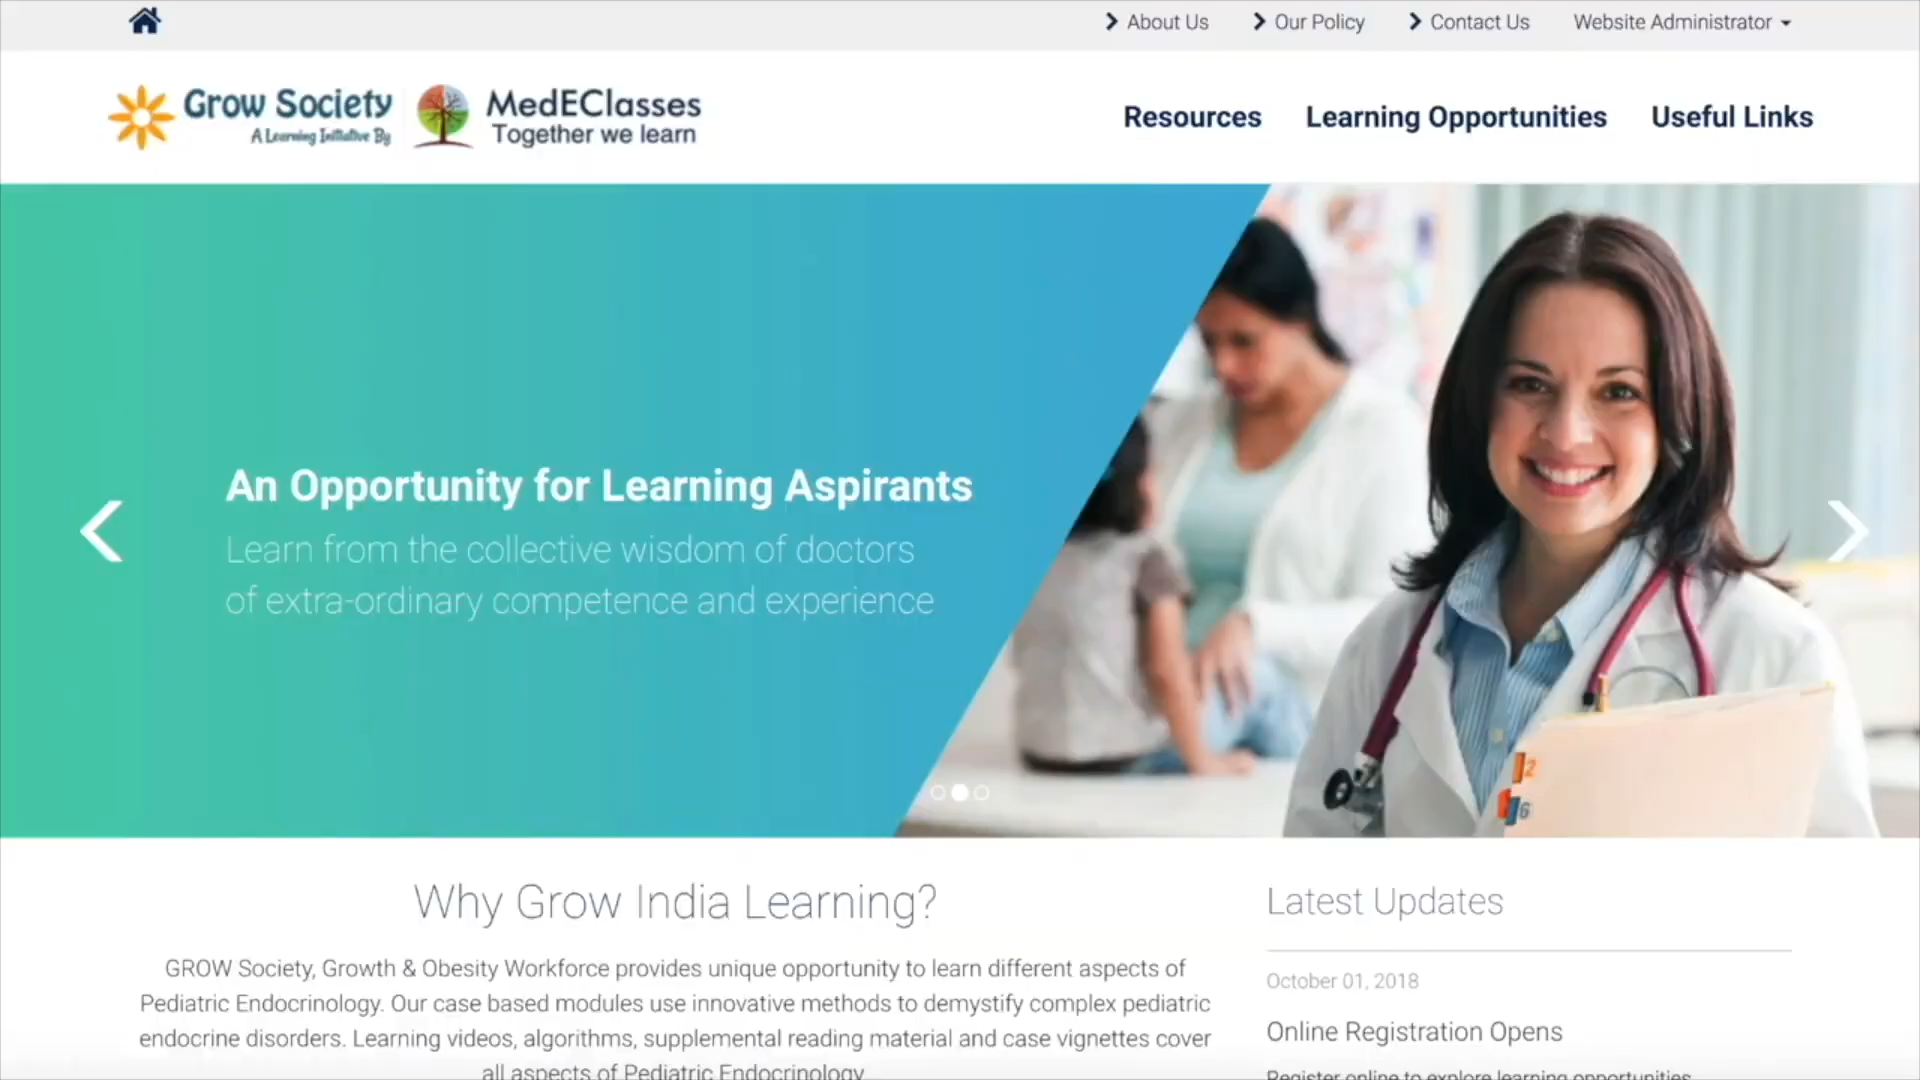 About Us
Our Policy
Contact Us
Website Administrator
Grow Society
A Learning Initiative By
MedEClasses
Together we learn
Resources
Learning Opportunities
Useful Links
An Opportunity for Learning Aspirants
Learn from the collective wisdom of doctors
of extra-ordinary competence and experience
2
6
Why Grow India Learning?
GROW Society, Growth & Obesity Workforce provides unique opportunity to learn different aspects of
Pediatric Endocrinology. Our case based modules use innovative methods to demystify complex pediatric
endocrine disorders. Learning videos, algorithms, supplemental reading material and case vignettes cover
all aspects of Pediatric Endocrinology
Latest Updates
October 01, 2018
Online Registration Opens
Register online to explore learning opportunities